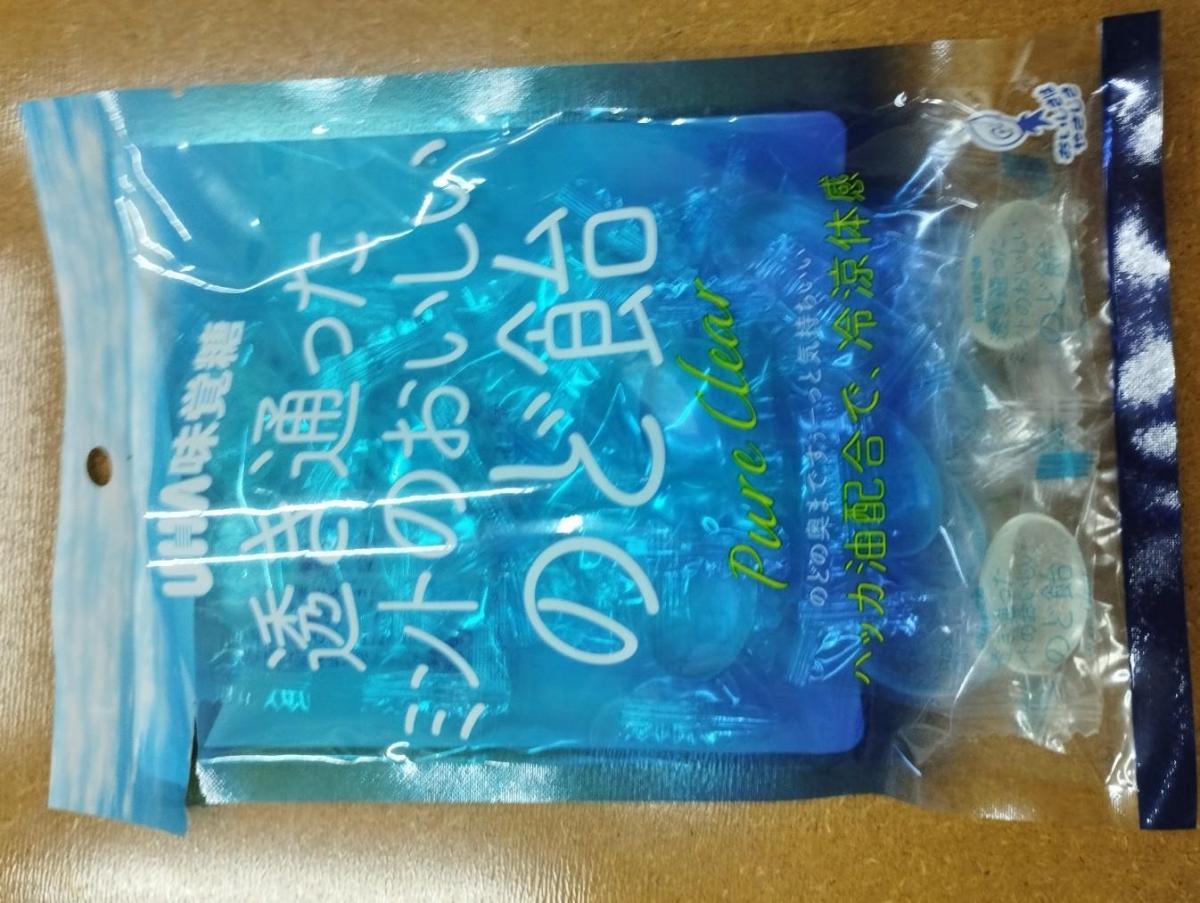 UHA味覚糖
透き通った
ミントのおいしい
のど飴
Pure Clear
のどの奥まですぅーっと気持ちいい
ハッカ油配合で、冷涼体感